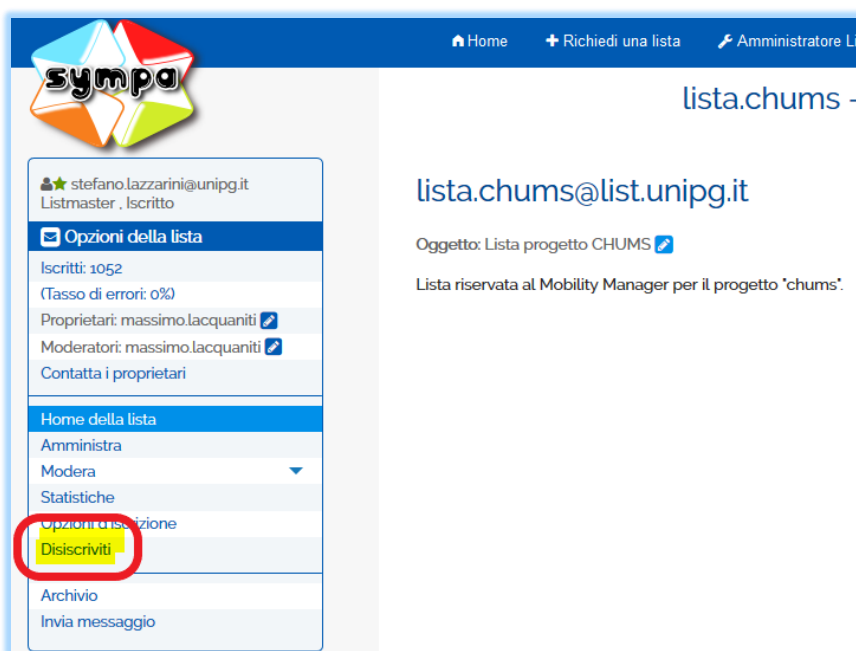 sympa
Home
Richiedi una lista
Amministratore Li
lista.chums -
stefano.lazzarini@unipg.it
Listmaster , Iscritto
Opzioni della lista
Iscritti: 1052
(Tasso di errori: 0%)
Proprietari: massimo.lacquaniti
Moderatori: massimo.lacquaniti
Contatta i proprietari
Home della lista
Amministra
Modera
Statistiche
Opzioni d'iscrizione
Disiscriviti
Archivio
Invia messaggio
lista.chums@list.unipg.it
Oggetto: Lista progetto CHUMS
Lista riservata al Mobility Manager per il progetto "chums".